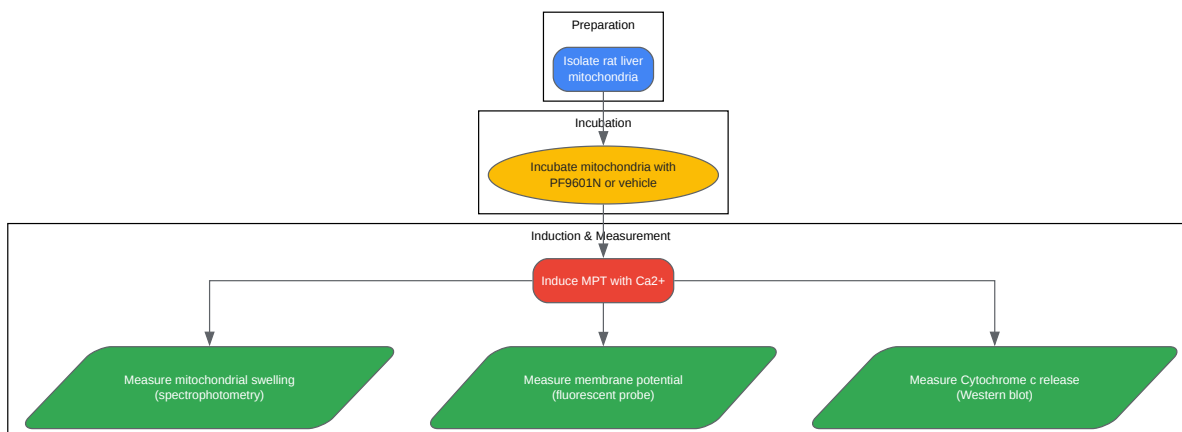 Preparation
Isolate rat liver
mitochondria
Incubation
Incubate mitochondria with
PF9601N or vehicle
Induction & Measurement
Induce MPT with Ca2+
Measure mitochondrial swelling
(spectrophotometry)
Measure membrane potential
(fluorescent probe)
Measure Cytochrome c release
(Western blot)